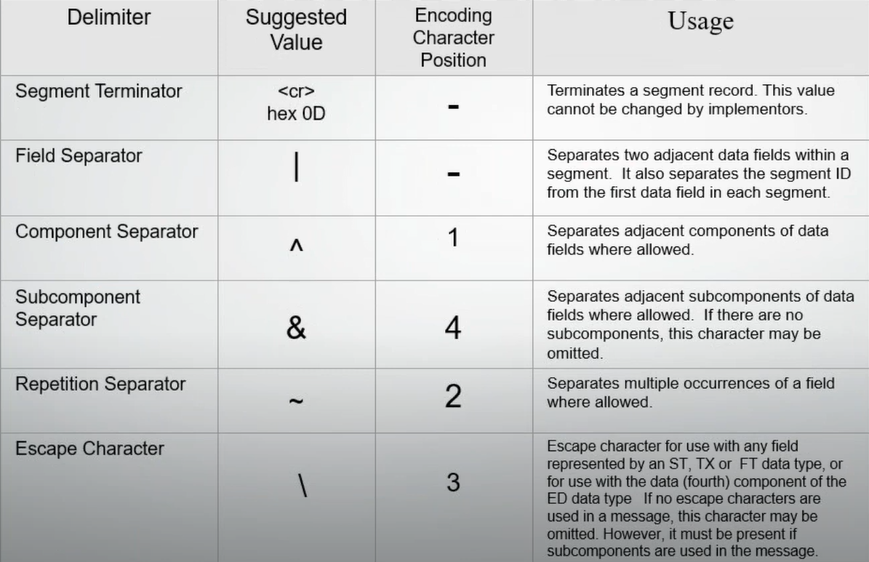 Delimiter
Suggested
Value
Encoding
Character
Position
Usage
Segment Terminator
<cr>
hex 0D
-
Terminates a segment record. This value
cannot be changed by implementors.
Field Separator
|
-
Separates two adjacent data fields within a
segment. It also separates the segment ID
from the first data field in each segment.
Component Separator
^
1
Separates adjacent components of data
fields where allowed.
Subcomponent
Separator
&
4
Separates adjacent subcomponents of data
fields where allowed. If there are no
subcomponents, this character may be
omitted.
Repetition Separator
~
2
Separates multiple occurrences of a field
where allowed.
Escape Character
\
3
Escape character for use with any field
represented by an ST, TX or FT data type, or
for use with the data (fourth) component of the
ED data type If no escape characters are
used in a message, this character may be
omitted. However, it must be present if
subcomponents are used in the message.